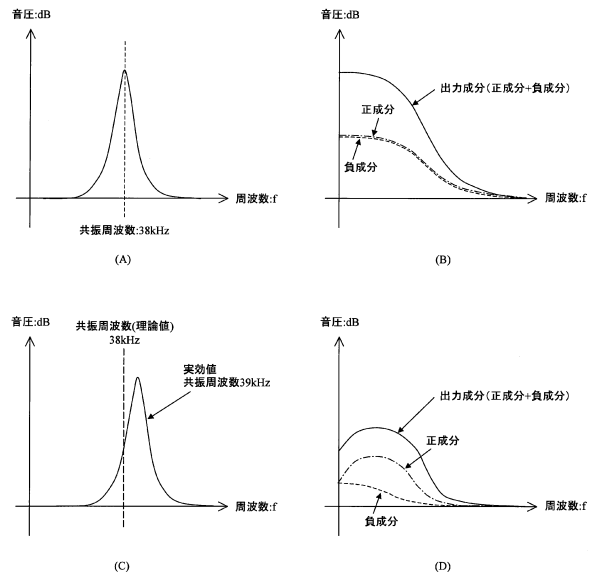 音圧:dB
周波数:f
共振周波数:38kHz
(A)
音圧:dB
出力成分(正成分+負成分)
正成分
負成分
周波数:f
(B)
音圧:dB
共振周波数(理論値)
38kHz
実効値
共振周波数39kHz
周波数:f
(C)
音圧:dB
出力成分(正成分+負成分)
正成分
負成分
周波数:f
(D)